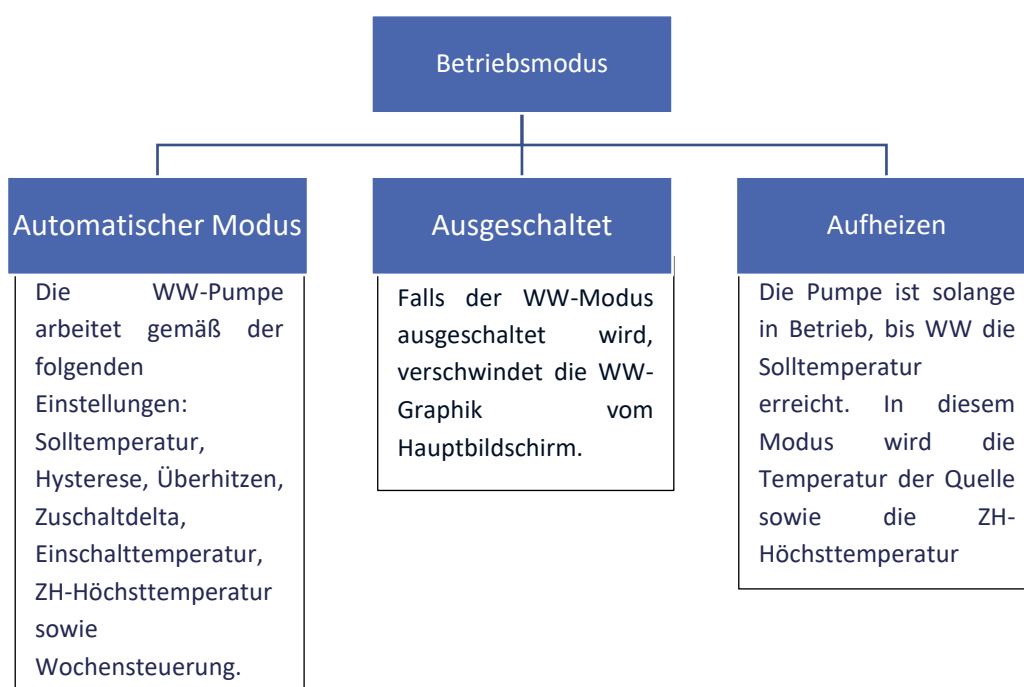 Betriebsmodus
Automatischer Modus
Die WW-Pumpe
arbeitet gemäß der
folgenden
Einstellungen:
Solltemperatur,
Hysterese, Überhitzen,
Zuschaltdelta,
Einschalttemperatur,
ZH-Höchsttemperatur
sowie
Wochensteuerung.
Ausgeschaltet
Falls der WW-Modus
ausgeschaltet wird,
verschwindet die WW-
Graphik vom
Hauptbildschirm.
Aufheizen
Die Pumpe ist solange
in Betrieb, bis WW die
Solltemperatur
erreicht. In diesem
Modus wird die
Temperatur der Quelle
sowie die ZH-
Höchsttemperatur